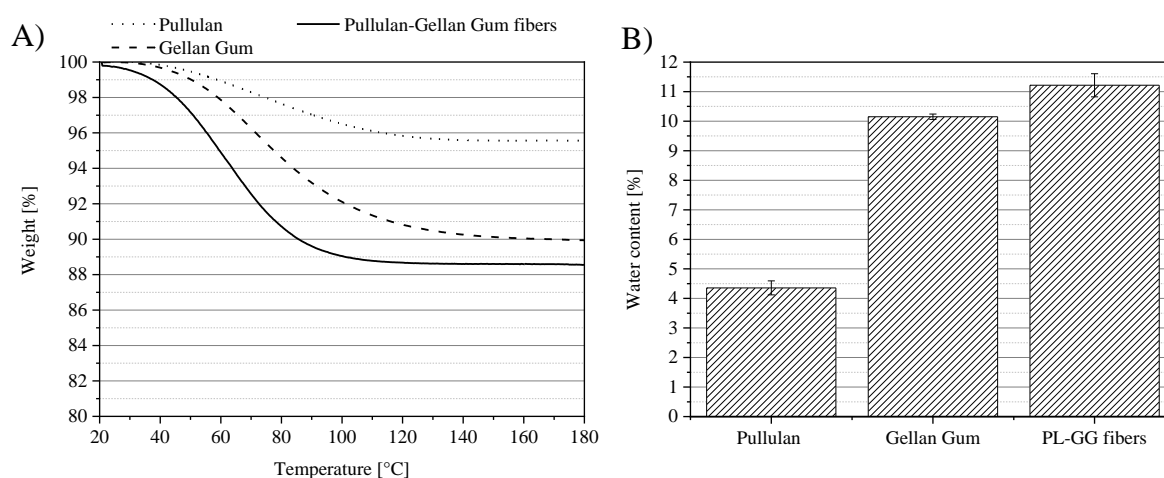 A)
Pullulan
Pullulan-Gellan Gum fibers
Gellan Gum
100
98
96
94
92
90
88
86
84
82
80
Weight [%]
20 40 60 80 100 120 140 160 180
Temperature [°C]
B)
12
11
10
9
8
7
6
5
4
3
2
1
0
Water content [%]
Pullulan Gellan Gum PL-GG fibers